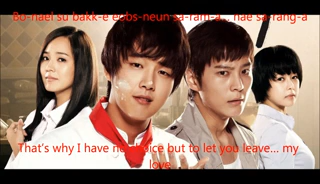 Bo-nael su bakk-e eobs-neun sa-ram-a... nae sa-rang-a
That's why I have no choice but to let you leave... my
love...